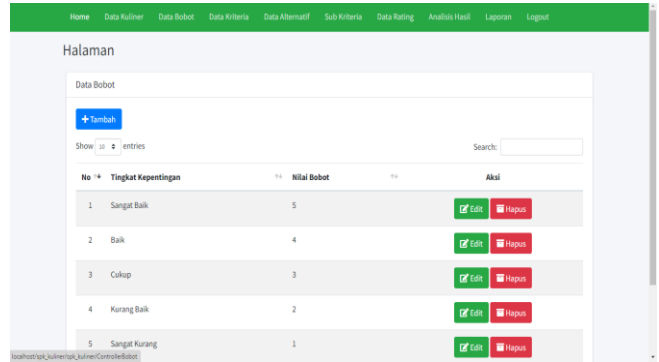 Home Data Kuliner Data Bobot Data Kriteria Data Alternatif Sub Kriteria Data Rating Analisis Hasil Laporan Logout
Halaman
Data Bobot
+Tambah
Show 10 entries Search:
No Tingkat Kepentingan Nilai Bobot Aksi
1 Sangat Baik 5 Edit Hapus
2 Baik 4 Edit Hapus
3 Cukup 3 Edit Hapus
4 Kurang Baik 2 Edit Hapus
5 Sangat Kurang 1 Edit Hapus
localhost/spk_kuliner/spk_kuliner/ControllerBobot